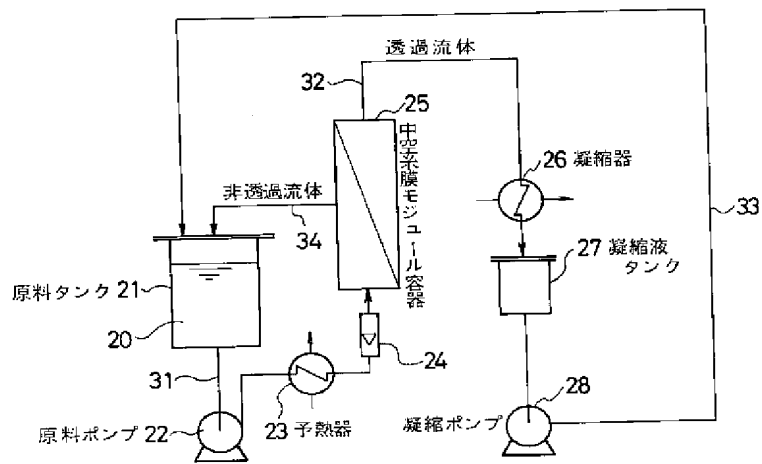 透過流体
32
25
中空糸膜モジュール容器
26 凝縮器
非透過流体
34
33
27 凝縮液
タンク
原料タンク 21
20
24
31
28
原料ポンプ 22
23 予熱器
凝縮ポンプ